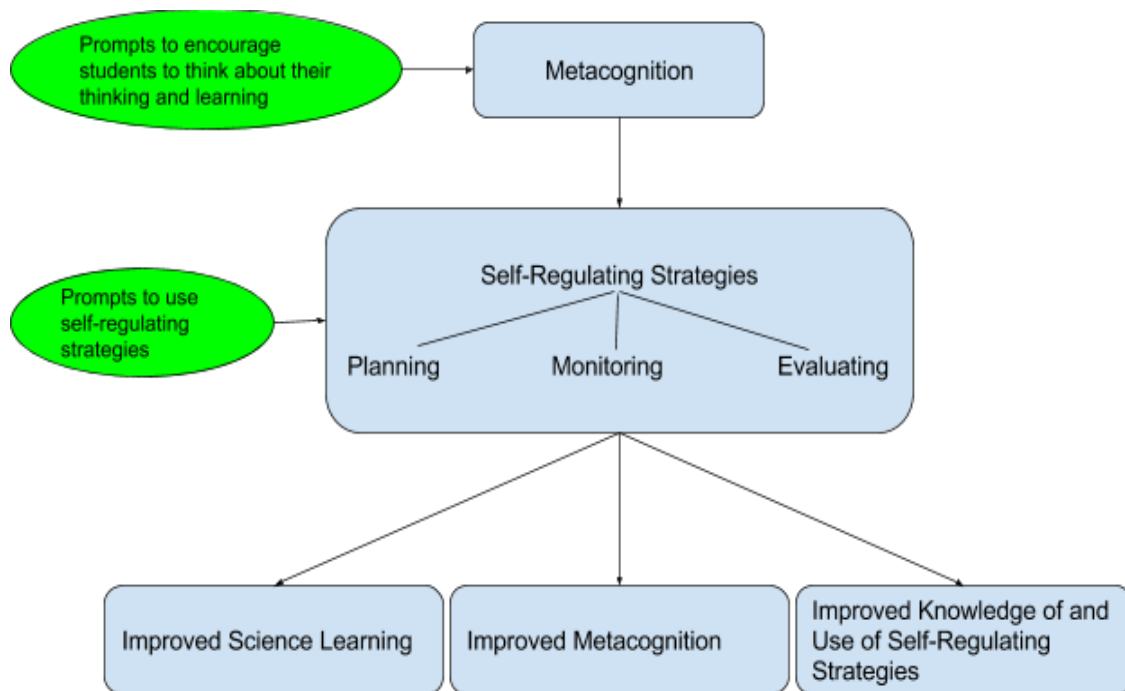 Prompts to encourage
students to think about their
thinking and learning
Metacognition
Self-Regulating Strategies
Prompts to use
self-regulating
strategies
Planning
Monitoring
Evaluating
Improved Science Learning
Improved Metacognition
Improved Knowledge of and
Use of Self-Regulating
Strategies